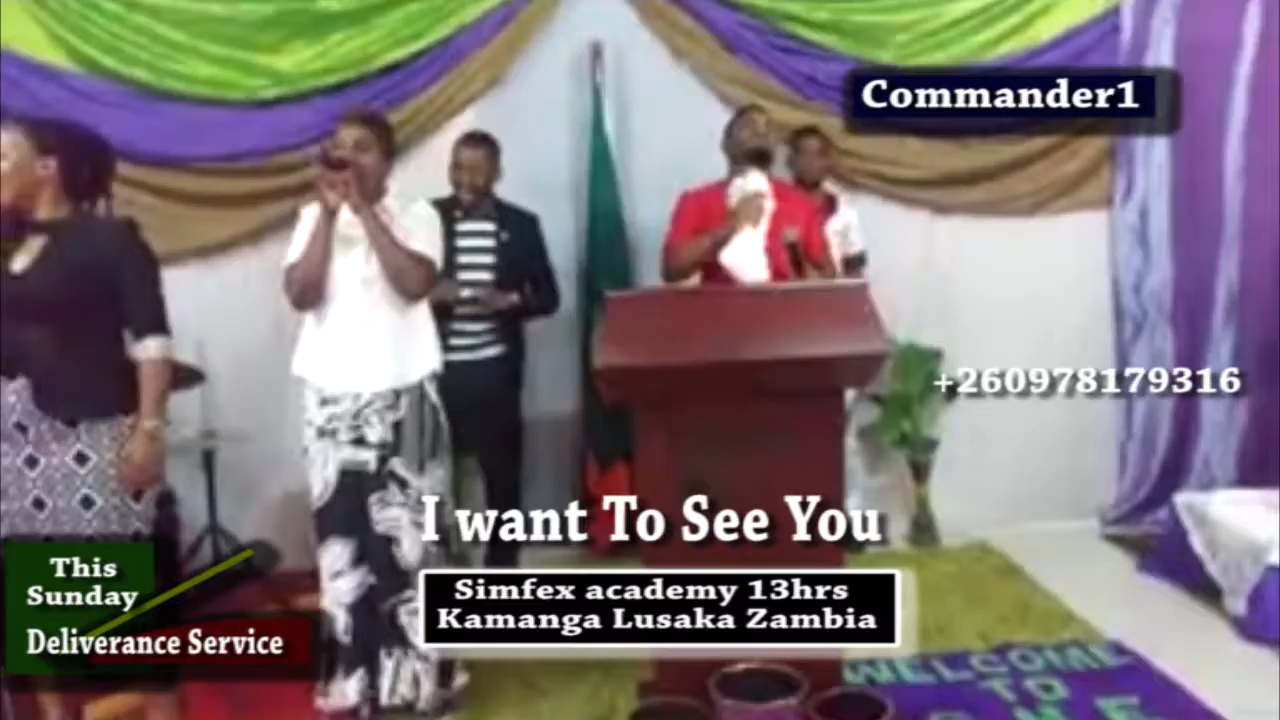 Commander1
+260978179316
I want To See You
Simfex academy 13hrs
Kamanga Lusaka Zambia
This
Sunday
Deliverance Service
WELCOME
TO